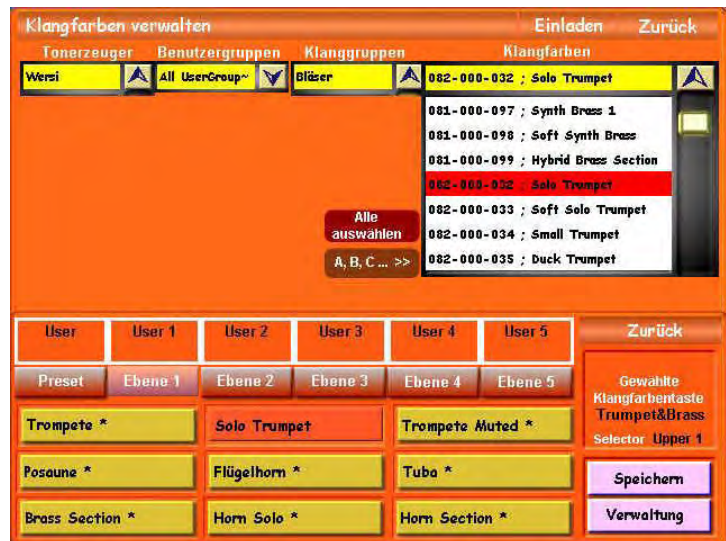 Klangfarben verwalten Einladen Zurück
Tonerzeuger Benutzergruppen Klanggruppen Klangfarben
Wersi All UserGroup~ Bläser 082-000-032 ; Solo Trumpet
081-000-097 ; Synth Brass 1
081-000-098 ; Soft Synth Brass
081-000-099 ; Hybrid Brass Section
082-000-032 ; Solo Trumpet
082-000-033 ; Soft Solo Trumpet
082-000-034 ; Small Trumpet
082-000-035 ; Duck Trumpet
Alle
auswählen
A, B, C ... >>
User User 1 User 2 User 3 User 4 User 5 Zurück
Preset Ebene 1 Ebene 2 Ebene 3 Ebene 4 Ebene 5
Gewählte
Klangfarbentaste
Trumpet&Brass
Selector Upper 1
Trompete * Solo Trumpet Trompete Muted *
Posaune * Flügelhorn * Tuba * Speichern
Brass Section * Horn Solo * Horn Section * Verwaltung